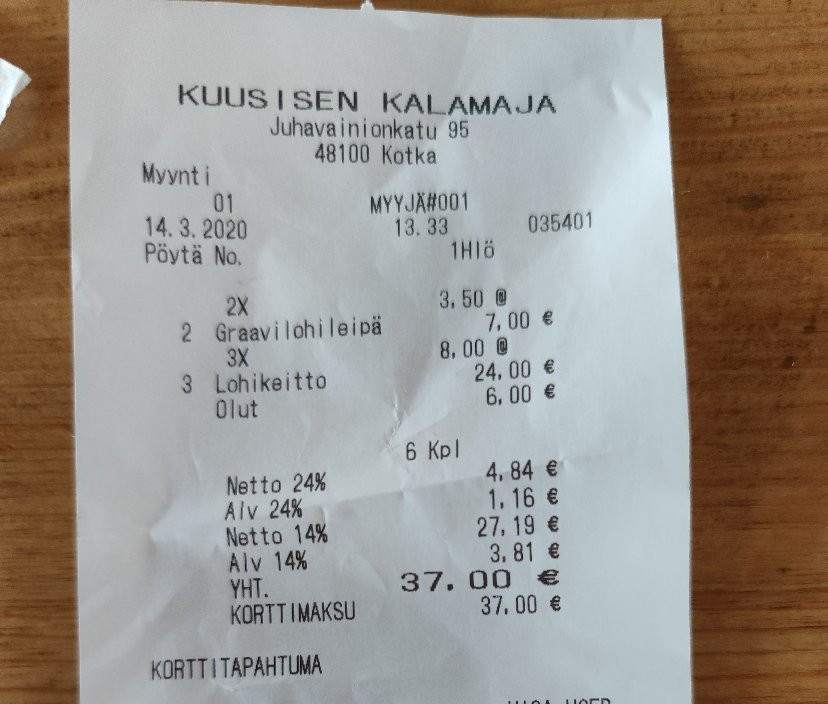 KUUSISEN KALAMAJA
Juhavainionkatu 95
48100 Kotka
Myynti
01 MYYJÄ#001
14.3.2020 13.33 035401
Pöytä No. 1Hlö
2X 3,50 @
2 Graavilohileipä 7,00 €
3X 8,00 @
3 Lohikeitto 24,00 €
Olut 6,00 €
6 Kpl
Netto 24% 4,84 €
Alv 24% 1,16 €
Netto 14% 27,19 €
Alv 14% 3,81 €
YHT. 37.00 €
KORTTIMAKSU 37,00 €
KORTTITAPAHTUMA